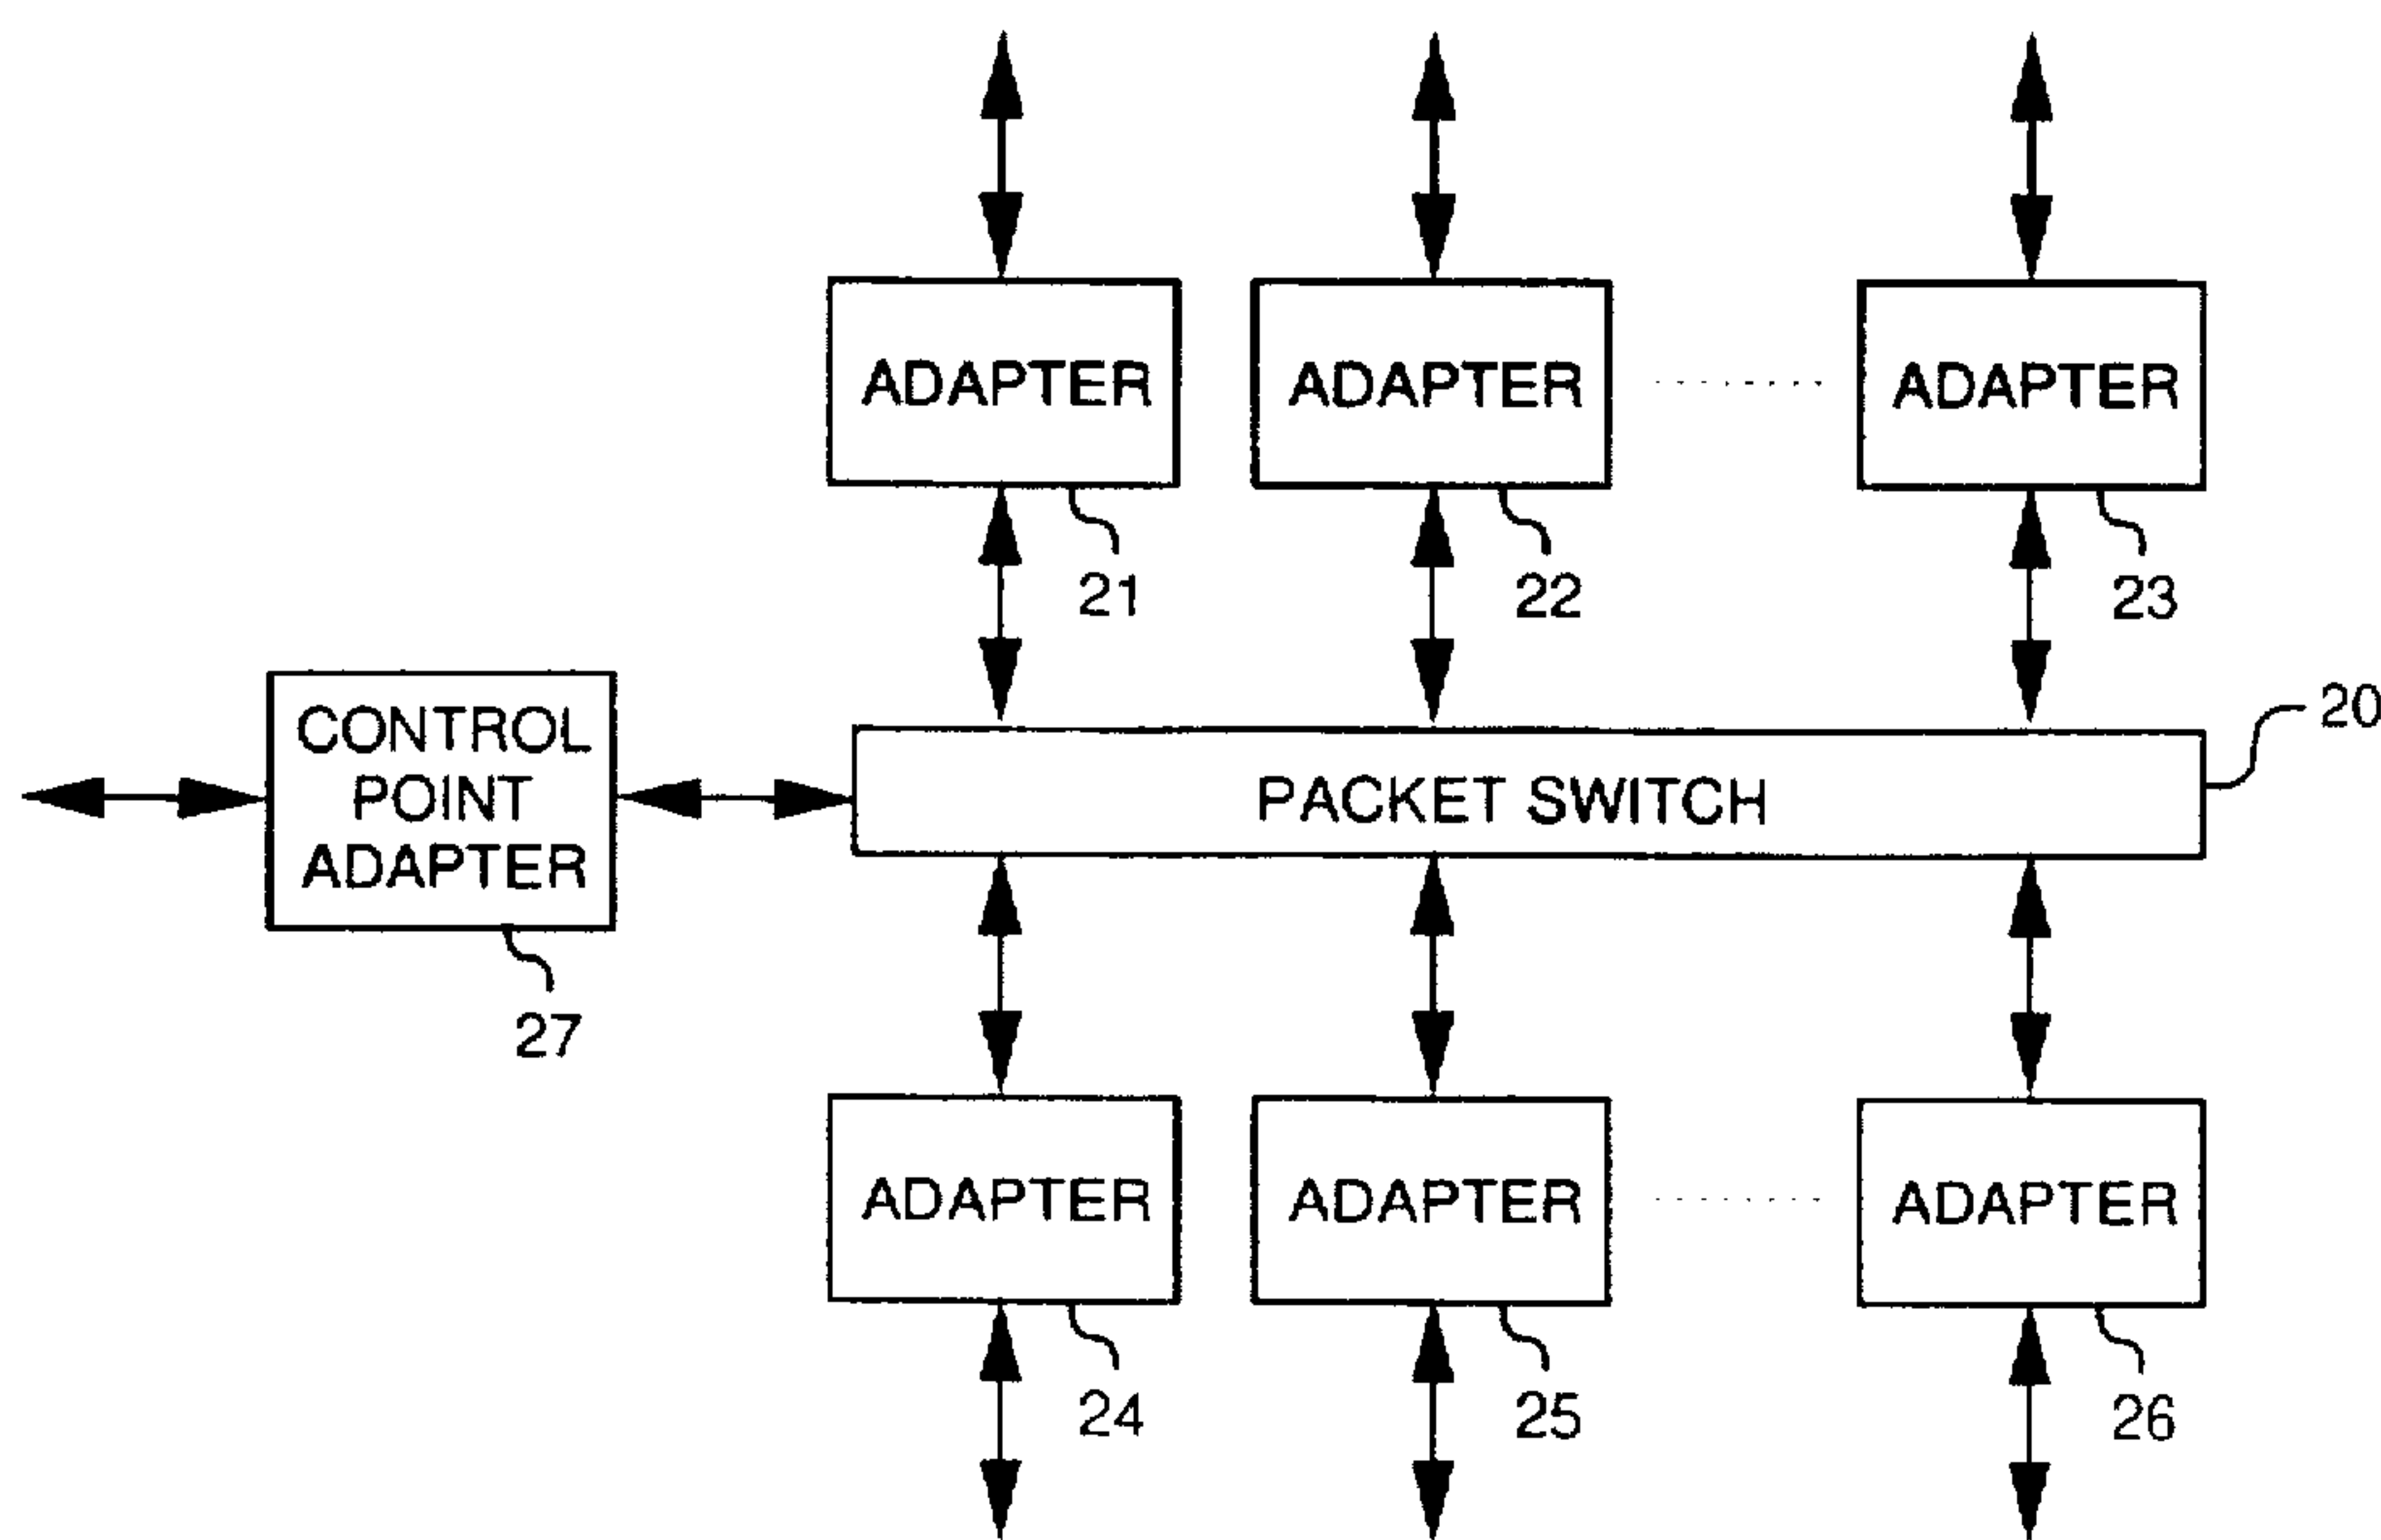 ADAPTER
ADAPTER
ADAPTER
21
22
23
20
CONTROL
POINT
ADAPTER
PACKET SWITCH
27
ADAPTER
ADAPTER
ADAPTER
24
25
26